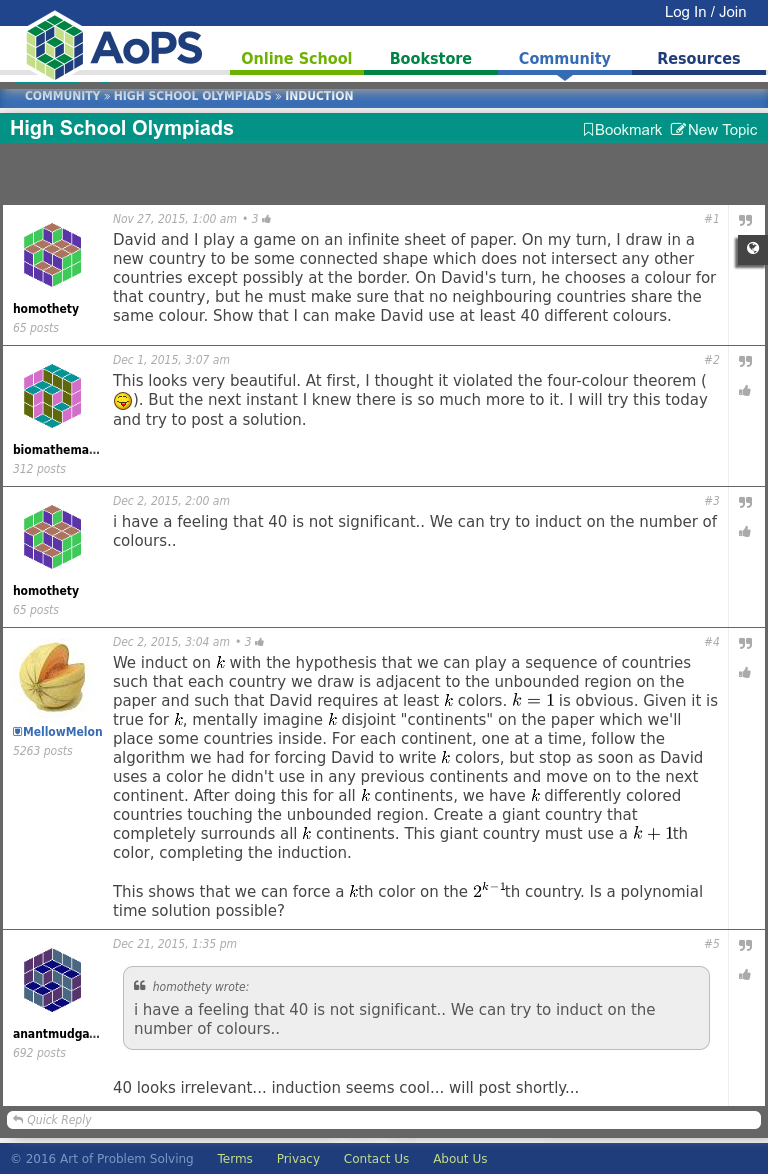 Log In / Join
AoPS
Online School
Bookstore
Community
Resources
COMMUNITY » HIGH SCHOOL OLYMPIADS » INDUCTION
High School Olympiads
Bookmark
New Topic
Nov 27, 2015, 1:00 am • 3
#1
David and I play a game on an infinite sheet of paper. On my turn, I draw in a
new country to be some connected shape which does not intersect any other
countries except possibly at the border. On David's turn, he chooses a colour for
that country, but he must make sure that no neighbouring countries share the
same colour. Show that I can make David use at least 40 different colours.
homothety
65 posts
Dec 1, 2015, 3:07 am
#2
This looks very beautiful. At first, I thought it violated the four-colour theorem (
). But the next instant I knew there is so much more to it. I will try this today
and try to post a solution.
biomathema...
312 posts
Dec 2, 2015, 2:00 am
#3
i have a feeling that 40 is not significant.. We can try to induct on the number of
colours..
homothety
65 posts
Dec 2, 2015, 3:04 am • 3
#4
We induct on k with the hypothesis that we can play a sequence of countries
such that each country we draw is adjacent to the unbounded region on the
paper and such that David requires at least k colors. k = 1 is obvious. Given it is
true for k, mentally imagine k disjoint "continents" on the paper which we'll
place some countries inside. For each continent, one at a time, follow the
algorithm we had for forcing David to write k colors, but stop as soon as David
uses a color he didn't use in any previous continents and move on to the next
continent. After doing this for all k continents, we have k differently colored
countries touching the unbounded region. Create a giant country that
completely surrounds all k continents. This giant country must use a k + 1th
color, completing the induction.
This shows that we can force a kth color on the 2^{k−1}th country. Is a polynomial
time solution possible?
MellowMelon
5263 posts
Dec 21, 2015, 1:35 pm
#5
homothety wrote:
i have a feeling that 40 is not significant.. We can try to induct on the
number of colours..
40 looks irrelevant... induction seems cool... will post shortly...
anantmudga...
692 posts
Quick Reply
© 2016 Art of Problem Solving
Terms
Privacy
Contact Us
About Us